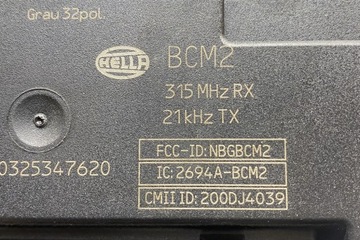 Grau 32pol.
HELLA
BCM2
315 MHz RX
21kHz TX
FCC-ID:NBGBCM2
0325347620
IC:2694A-BCM2
CMII ID:200DJ4039